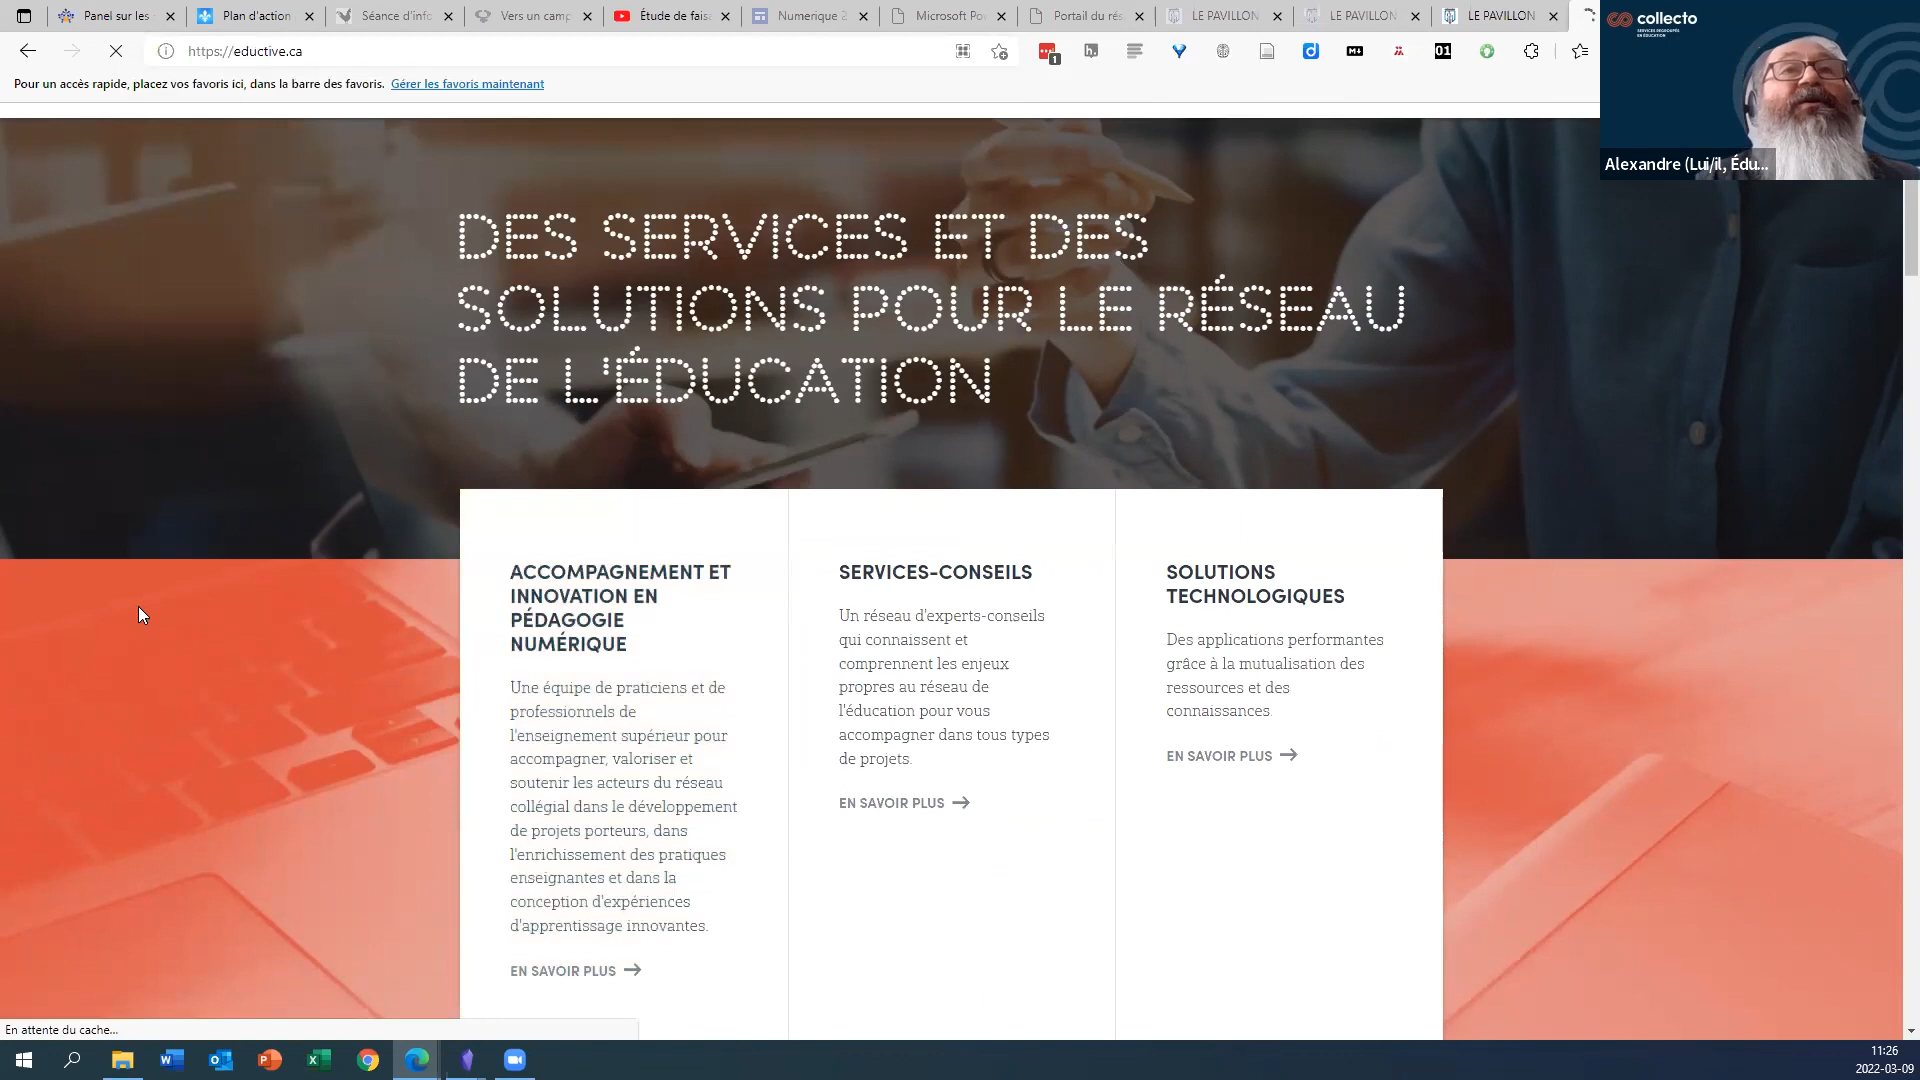 Panel sur les
Plan d'action
Séance d'info
Vers un camp
Étude de fais
Numerique 2
Microsoft Po
Portail du rés
LE PAVILLON
LE PAVILLON
LE PAVILLON
https://eductive.ca
1
h.
d
01
Pour un accès rapide, placez vos favoris ici, dans la barre des favoris. Gérer les favoris maintenant
collecto
SERVICES REGROUPÉS
EN ÉDUCATION
Alexandre (Lui/il, Édu...
DES SERVICES ET DES
SOLUTIONS POUR LE RÉSEAU
DE L'ÉDUCATION
ACCOMPAGNEMENT ET
INNOVATION EN
PÉDAGOGIE
NUMÉRIQUE
Une équipe de praticiens et de
professionnels de
l'enseignement supérieur pour
accompagner, valoriser et
soutenir les acteurs du réseau
collégial dans le développement
de projets porteurs, dans
l'enrichissement des pratiques
enseignantes et dans la
conception d'expériences
d'apprentissage innovantes.
EN SAVOIR PLUS
SERVICES-CONSEILS
Un réseau d'experts-conseils
qui connaissent et
comprennent les enjeux
propres au réseau de
l'éducation pour vous
accompagner dans tous types
de projets.
EN SAVOIR PLUS
SOLUTIONS
TECHNOLOGIQUES
Des applications performantes
grâce à la mutualisation des
ressources et des
connaissances.
EN SAVOIR PLUS
En attente du cache...
11:26
2022-03-09